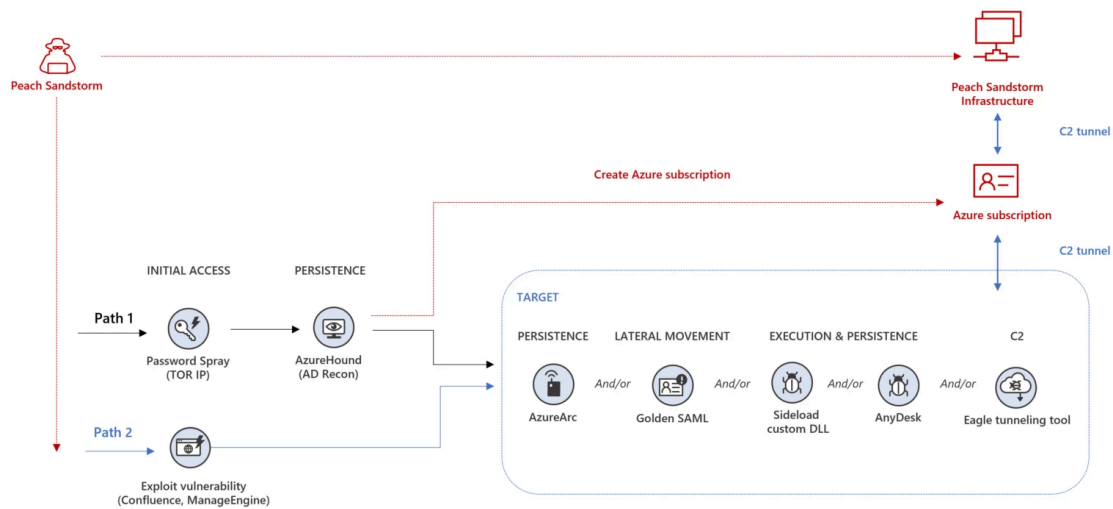 Peach Sandstorm
Peach Sandstorm
Infrastructure
C2 tunnel
Create Azure subscription
Azure subscription
C2 tunnel
INITIAL ACCESS
PERSISTENCE
TARGET
Path 1
Password Spray
(TOR IP)
AzureHound
(AD Recon)
PERSISTENCE
LATERAL MOVEMENT
EXECUTION & PERSISTENCE
C2
And/or
And/or
And/or
And/or
AzureArc
Golden SAML
Sideload
custom DLL
AnyDesk
Eagle tunneling tool
Path 2
Exploit vulnerability
(Confluence, ManageEngine)